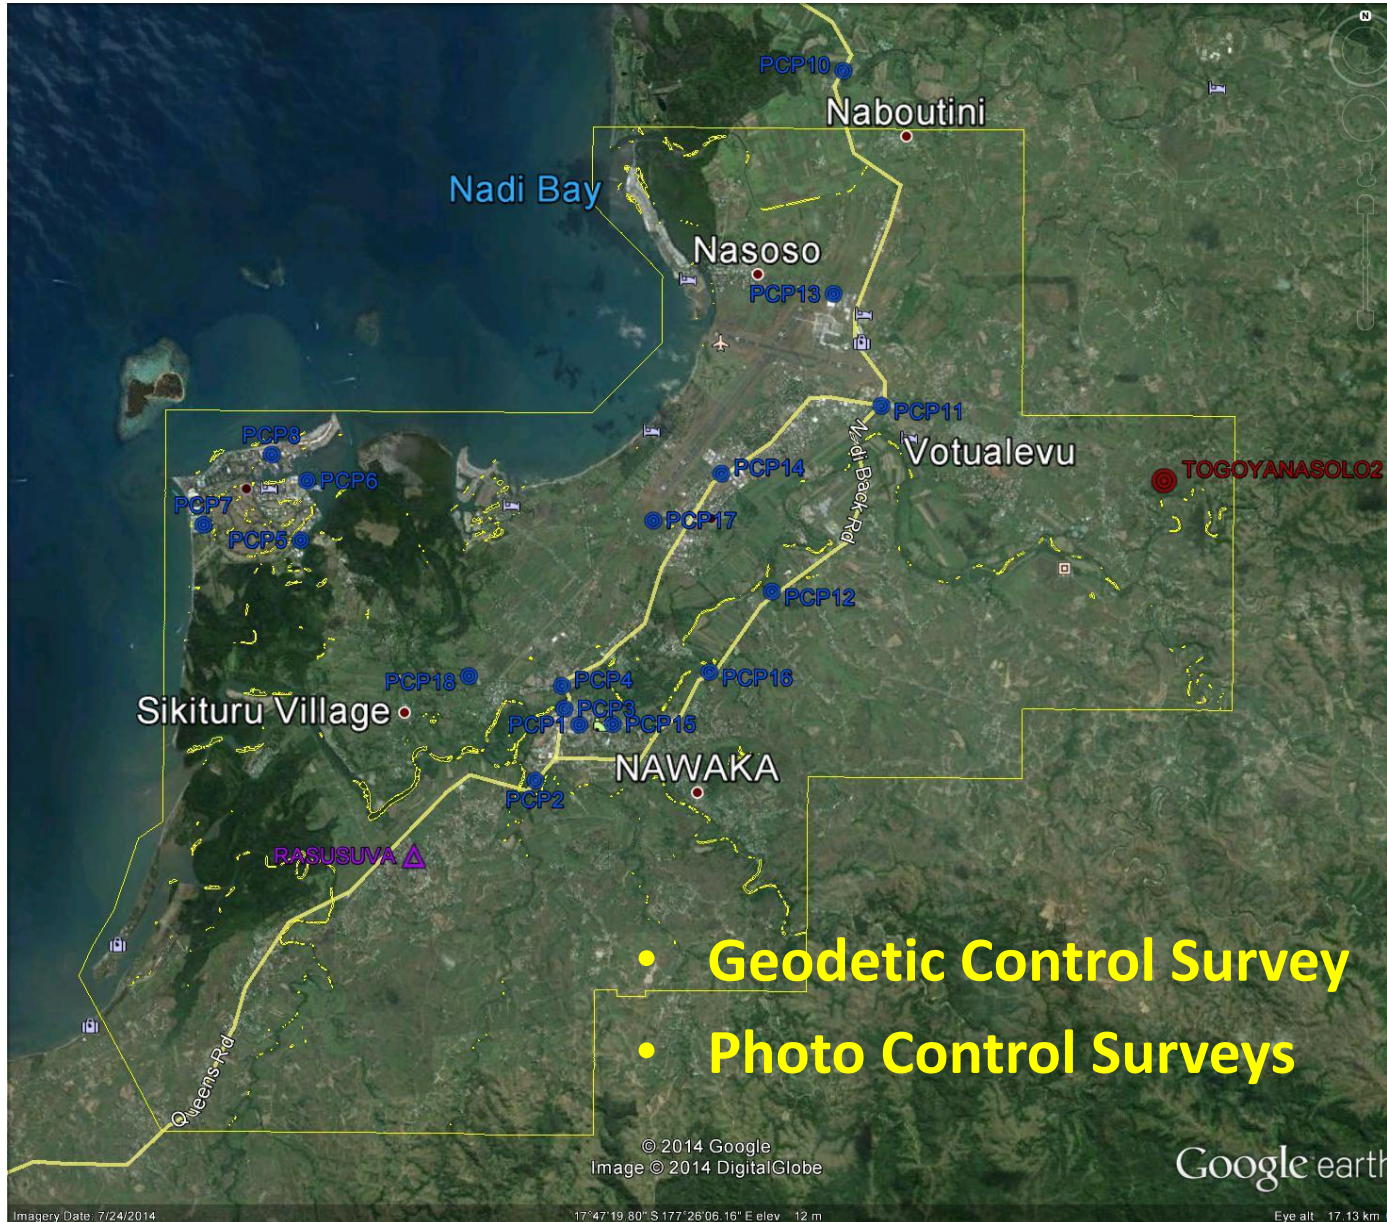 N
PCP10
Naboutini
Nadi Bay
Nasoso
PCP13
PCP11
Votualevu
Nadi Back Rd
PCP8
PCP6
PCP14
TOGOYANASOLO2
PCP7
PCP17
PCP5
PCP12
PCP18
PCP4
PCP16
Sikituru Village
PCP3
PCP1
PCP15
NAWAKA
PCP2
RASUSUVA
• Geodetic Control Survey
• Photo Control Surveys
Queens Rd
© 2014 Google
Image © 2014 DigitalGlobe
Google earth
Imagery Date: 7/24/2014
17°47'19.80" S 177°26'06.16" E elev 12 m
Eye alt 17.13 km